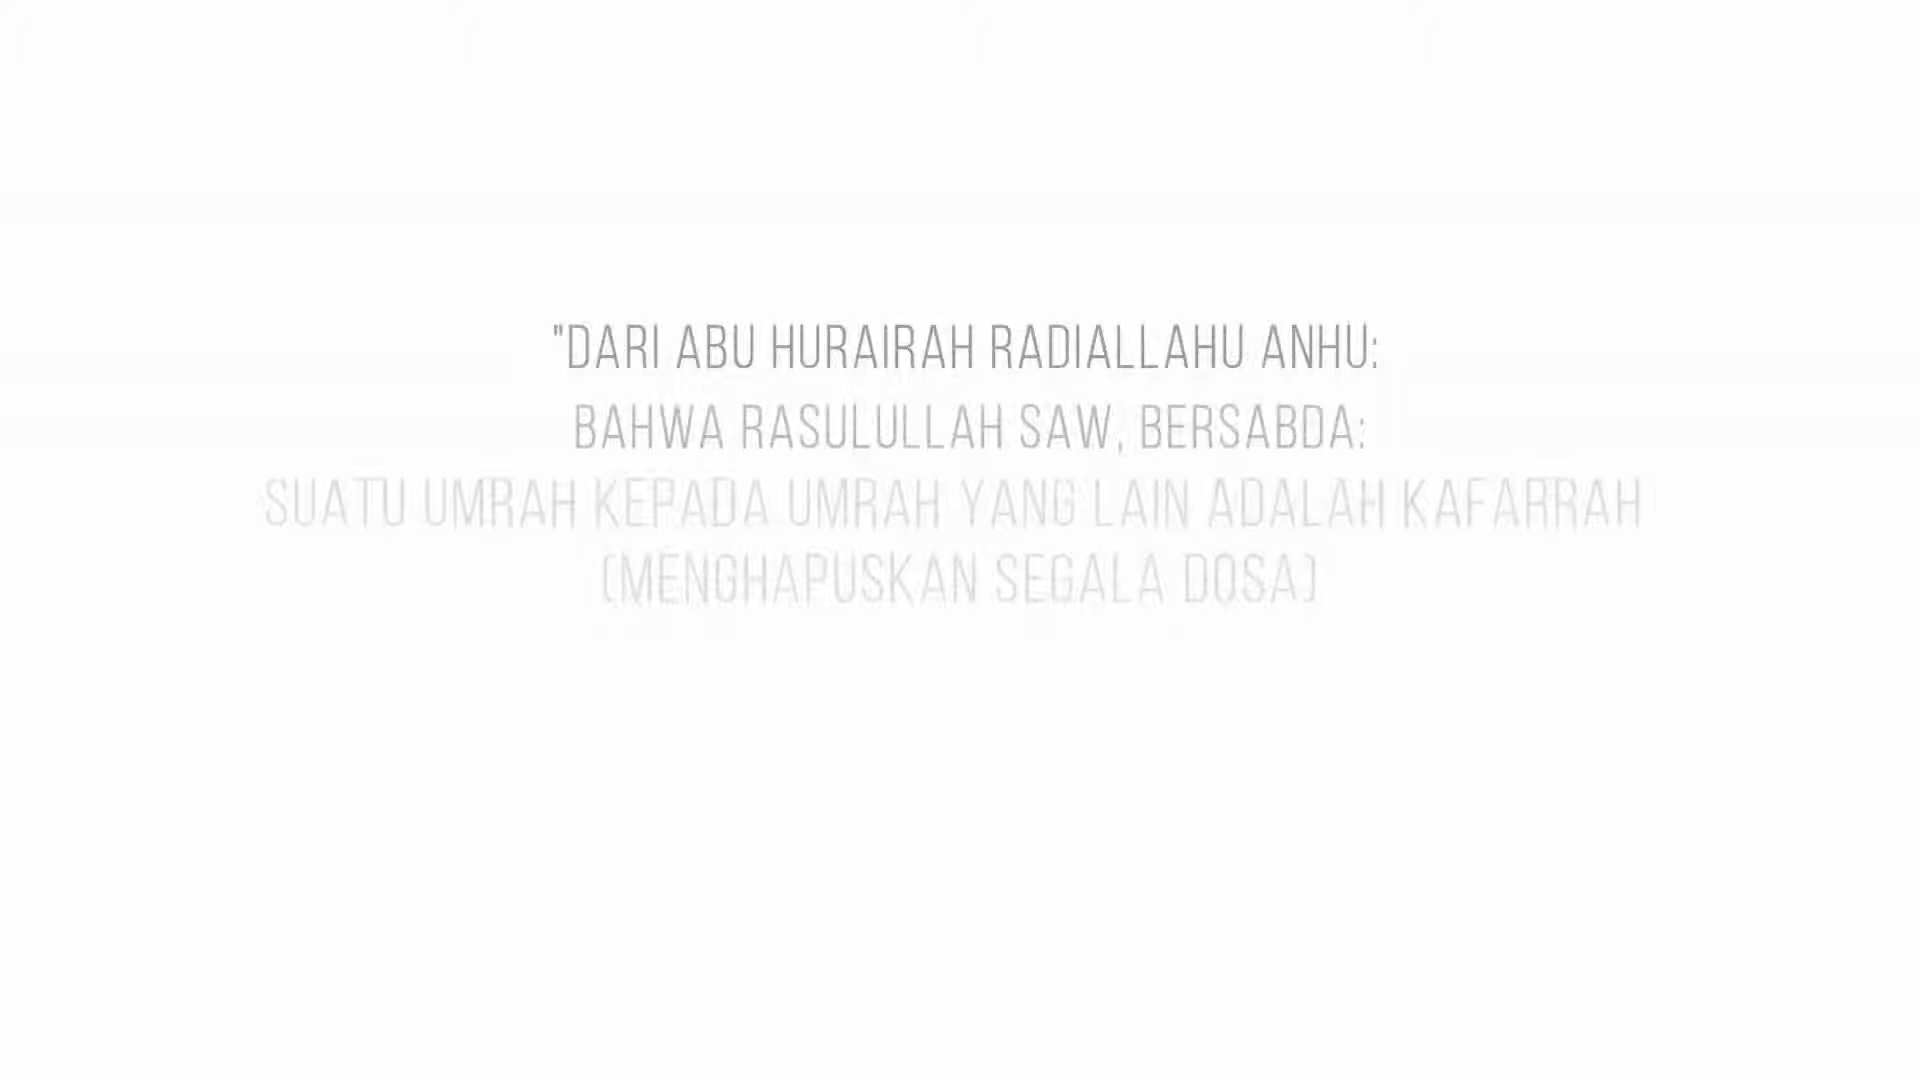 "DARI ABU HURAIRAH RADIALLAHU ANHU:
BAHWA RASULULLAH SAW, BERSABDA:
SUATU UMRAH KEPADA UMRAH YANG LAIN ADALAH KAFARRAH
(MENGHAPUSKAN SEGALA DOSA)